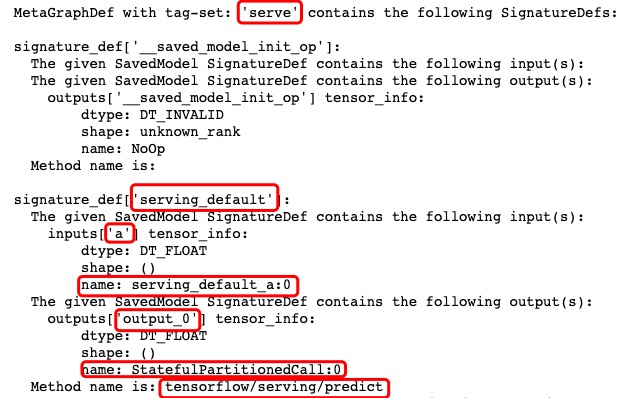 MetaGraphDef with tag-set: 'serve' contains the following SignatureDefs:
signature_def['__saved_model_init_op']:
The given SavedModel SignatureDef contains the following input(s):
The given SavedModel SignatureDef contains the following output(s):
outputs['__saved_model_init_op'] tensor_info:
dtype: DT_INVALID
shape: unknown_rank
name: NoOp
Method name is:
signature_def['serving_default']:
The given SavedModel SignatureDef contains the following input(s):
inputs['a'] tensor_info:
dtype: DT_FLOAT
shape: ()
name: serving_default_a:0
The given SavedModel SignatureDef contains the following output(s):
outputs['output_0'] tensor_info:
dtype: DT_FLOAT
shape: ()
name: StatefulPartitionedCall:0
Method name is: tensorflow/serving/predict